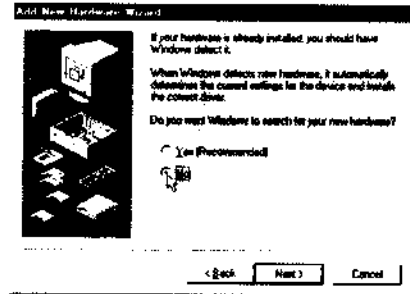 Add New Hardware Wizard
If your hardware is already installed, you should have
Windows detect it.
When Windows detects new hardware, it automatically
determines the current settings for the device and installs
the correct driver.
Do you want Windows to search for your new hardware?
Yes (Recommended)
No
< Back
Next >
Cancel